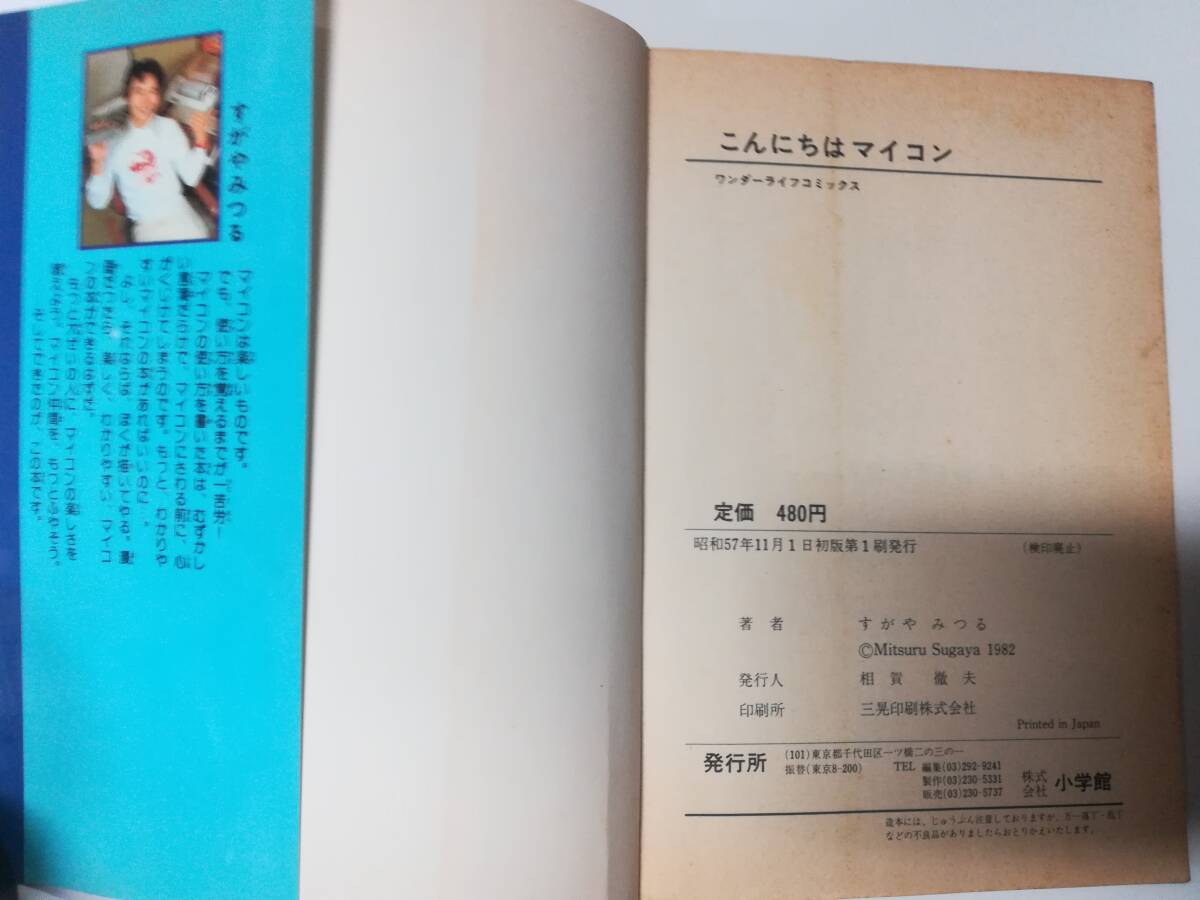 すがやみつる
マイコンは楽しいものです。
でも、使い方を覚えるまでが一苦労―
マイコンの使い方を書いた本は、むずかし
い言葉だらけで、マイコンにさわる前に、心
がくじけてしまうのです。もっと、わかりや
すいマイコンの本があればいいのに…。
よし、それならば、ぼくが描いてやる。漫
画だったら、楽しく、わかりやすい、マイコ
ンの本ができるはずだ。
もっと大ぜいの人に、マイコンの楽しさを
教えよう。マイコン仲間を、もっとふやそう。
そしてできたのが、この本です。
こんにちはマイコン
ワンダーライフコミックス
定価 480円
昭和57年11月1日初版第1刷発行 (検印廃止)
著者 すがやみつる
©Mitsuru Sugaya 1982
発行人 相賀徹夫
印刷所 三晃印刷株式会社
Printed in Japan
発行所 (101)東京都千代田区一ツ橋二の三の一
振替(東京8-200) TEL 編集(03)292-9241
製作(03)230-5331
販売(03)230-5737
株式会社 小学館
造本には、じゅうぶん注意しておりますが、万一落丁・乱丁
などの不良品がありましたらおとりかえいたします。